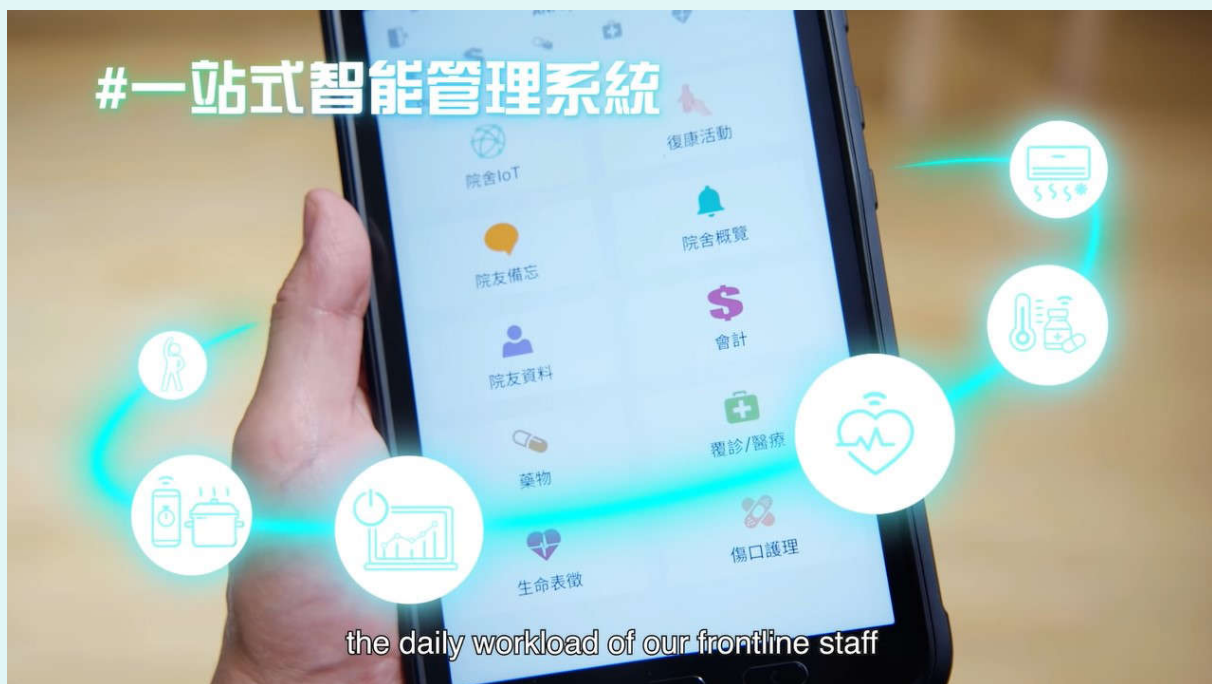 #一站式智能管理系統
院舍IoT
復康活動
院友備忘
院舍概覽
院友資料
會計
藥物
覆診/醫療
生命表徵
傷口護理
the daily workload of our frontline staff